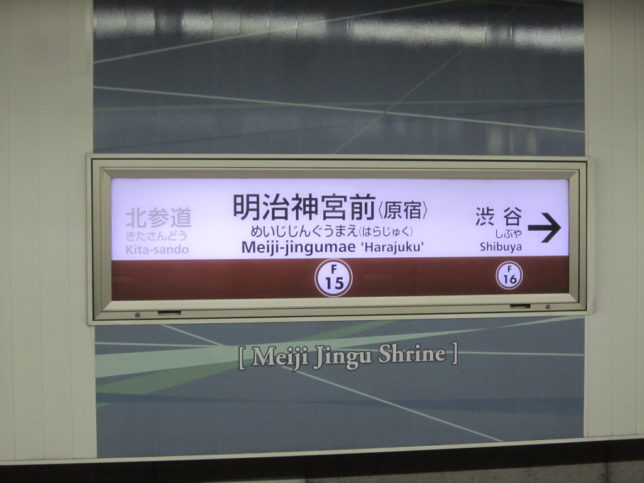 北参道
きたさんどう
Kita-sando
明治神宮前〈原宿〉
めいじじんぐうまえ〈はらじゅく〉
Meiji-jingumae 'Harajuku'
渋谷
しぶや
Shibuya
F
15
F
16
[ Meiji Jingu Shrine ]